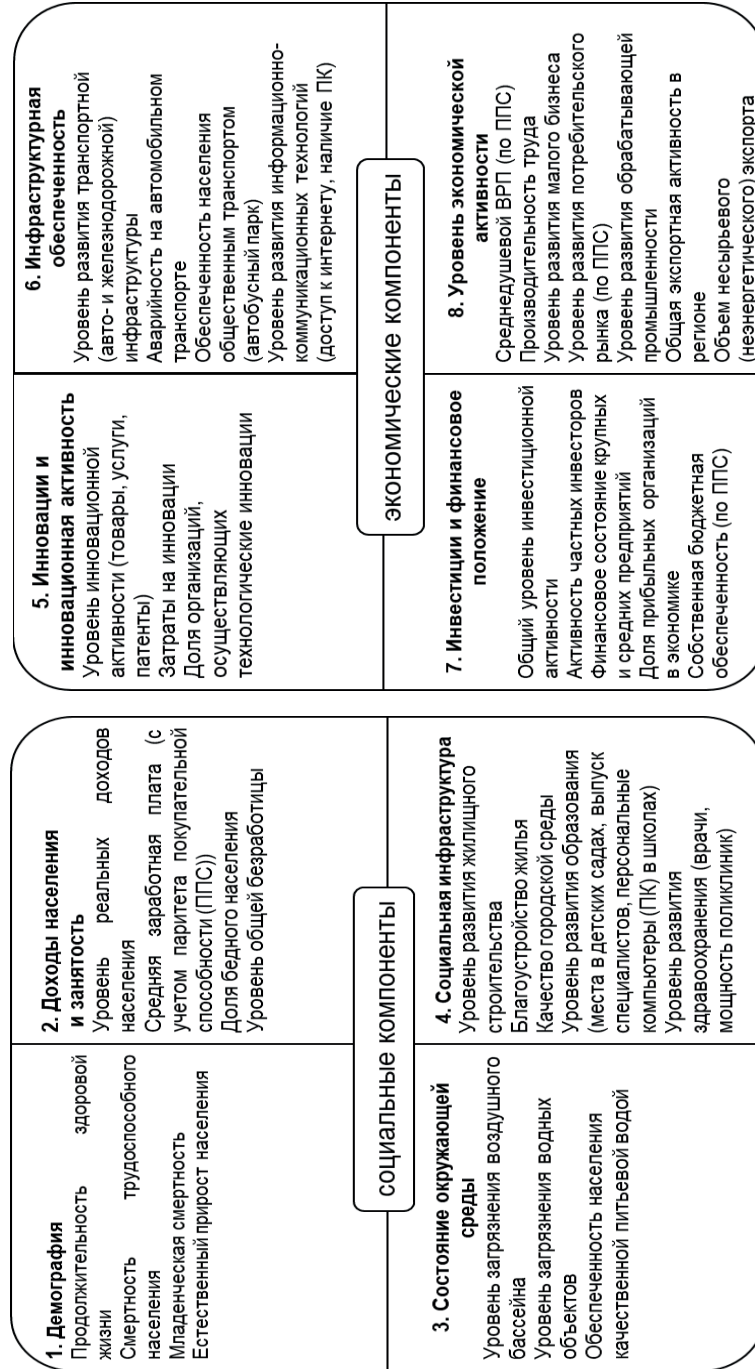 1. Демография
Продолжительность здоровой
жизни
Смертность трудоспособного
населения
Младенческая смертность
Естественный прирост населения
2. Доходы населения
и занятость
Уровень реальных доходов
населения
Средняя заработная плата (с
учетом паритета покупательной
способности (ППС))
Доля бедного населения
Уровень общей безработицы
социальные компоненты
3. Состояние окружающей
среды
Уровень загрязнения воздушного
бассейна
Уровень загрязнения водных
объектов
Обеспеченность населения
качественной питьевой водой
4. Социальная инфраструктура
Уровень развития жилищного
строительства
Благоустройство жилья
Качество городской среды
Уровень развития образования
(места в детских садах, выпуск
специалистов, персональные
компьютеры (ПК) в школах)
Уровень развития
здравоохранения (врачи,
мощность поликлиник)
5. Инновации и
инновационная активность
Уровень инновационной
активности (товары, услуги,
патенты)
Затраты на инновации
Доля организаций,
осуществляющих
технологические инновации
6. Инфраструктурная
обеспеченность
Уровень развития транспортной
(авто- и железнодорожной)
инфраструктуры
Аварийность на автомобильном
транспорте
Обеспеченность населения
общественным транспортом
(автобусный парк)
Уровень развития информационно-
коммуникационных технологий
(доступ к интернету, наличие ПК)
экономические компоненты
7. Инвестиции и финансовое
положение
Общий уровень инвестиционной
активности
Активность частных инвесторов
Финансовое состояние крупных
и средних предприятий
Доля прибыльных организаций
в экономике
Собственная бюджетная
обеспеченность (по ППС)
8. Уровень экономической
активности
Среднедушевой ВРП (по ППС)
Производительность труда
Уровень развития малого бизнеса
Уровень развития потребительского
рынка (по ППС)
Уровень развития обрабатывающей
промышленности
Общая экспортная активность в
регионе
Объем несырьевого
(неэнергетического) экспорта